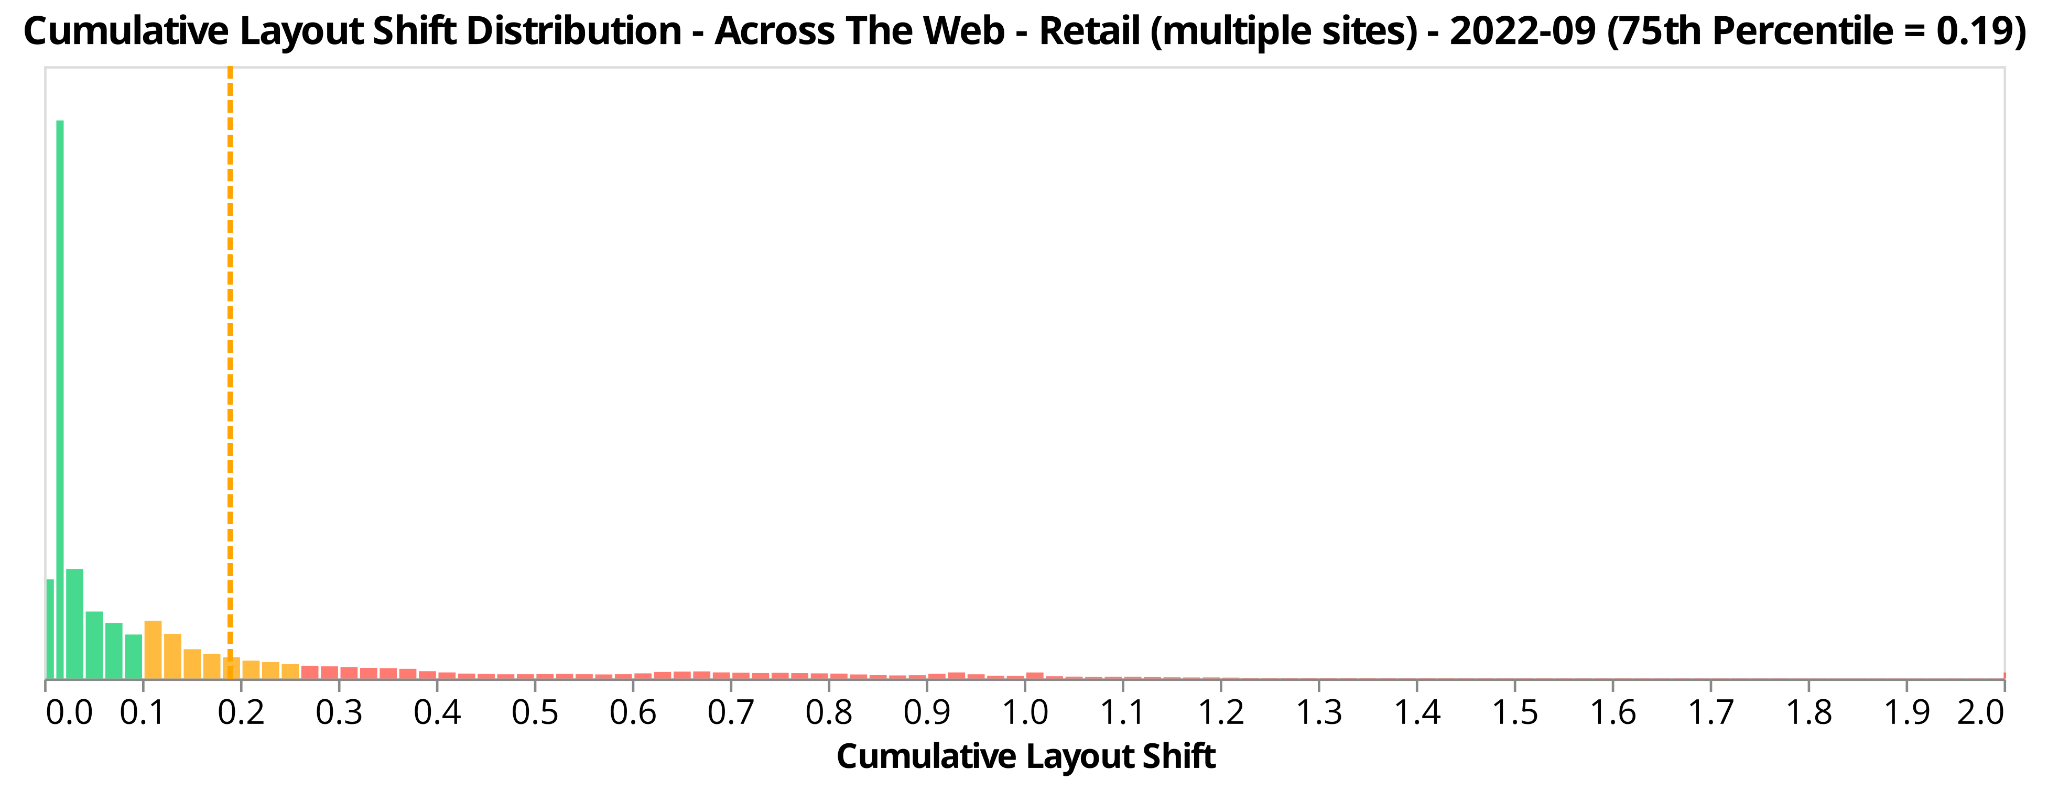 Cumulative Layout Shift Distribution - Across The Web - Retail (multiple sites) - 2022-09 (75th Percentile = 0.19)
0.0 0.1 0.2 0.3 0.4 0.5 0.6 0.7 0.8 0.9 1.0 1.1 1.2 1.3 1.4 1.5 1.6 1.7 1.8 1.9 2.0
Cumulative Layout Shift